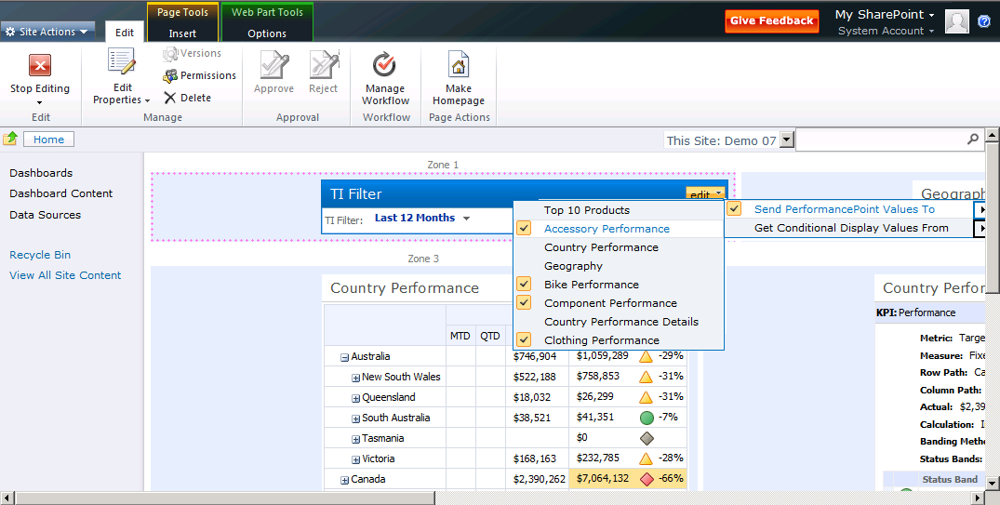 Site Actions
Edit
Page Tools
Insert
Web Part Tools
Options
Give Feedback
My SharePoint
System Account
Stop Editing
Edit
Edit Properties
Versions
Permissions
Delete
Manage
Approve
Reject
Approval
Manage Workflow
Workflow
Make Homepage
Page Actions
Home
This Site: Demo 07
Dashboards
Dashboard Content
Data Sources
Recycle Bin
View All Site Content
Zone 1
TI Filter
edit
TI Filter:
Last 12 Months
Top 10 Products
Accessory Performance
Country Performance
Geography
Bike Performance
Component Performance
Country Performance Details
Clothing Performance
Send PerformancePoint Values To
Get Conditional Display Values From
Geograph
Zone 3
Country Performance
MTD QTD
Australia $746,904 $1,059,289 -29%
New South Wales $522,188 $758,853 -31%
Queensland $18,032 $26,299 -31%
South Australia $38,521 $41,351 -7%
Tasmania $0
Victoria $168,163 $232,785 -28%
Canada $2,390,262 $7,064,132 -66%
Country Perfor
KPI: Performance
Metric: Targe
Measure: Fixe
Row Path: Ca
Column Path:
Actual: $2,39
Calculation: I
Banding Metho
Status Bands:
Status Band